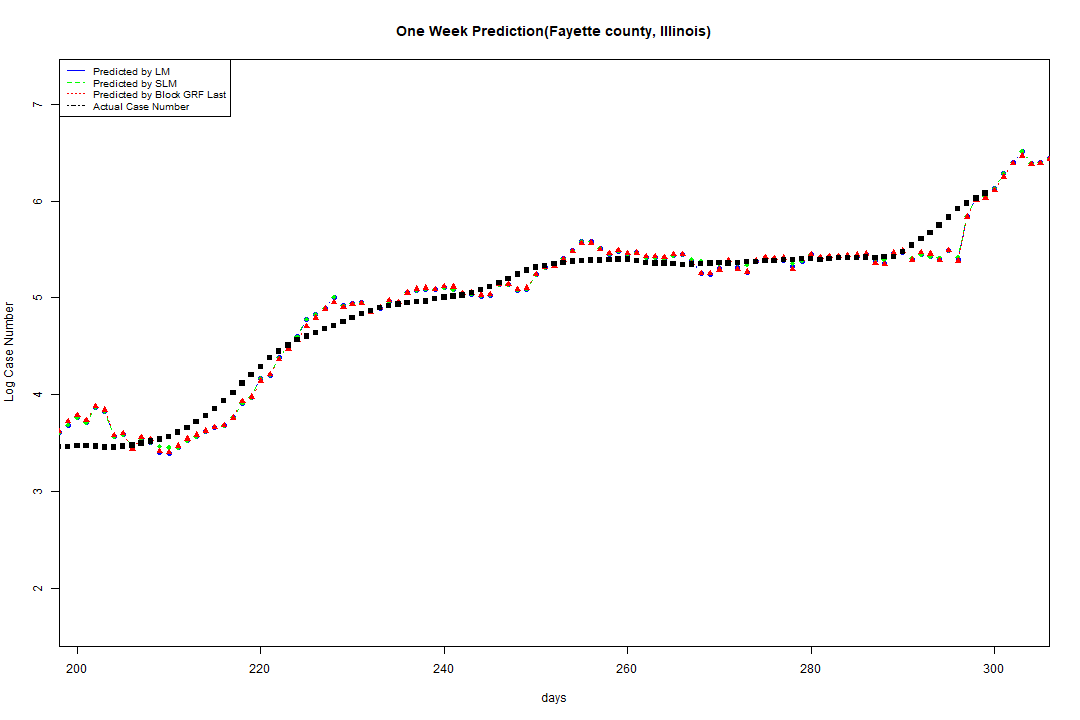 One Week Prediction(Fayette county, Illinois)
Predicted by LM
Predicted by SLM
Predicted by Block GRF Last
Actual Case Number
7
6
5
4
3
2
Log Case Number
200 220 240 260 280 300
days